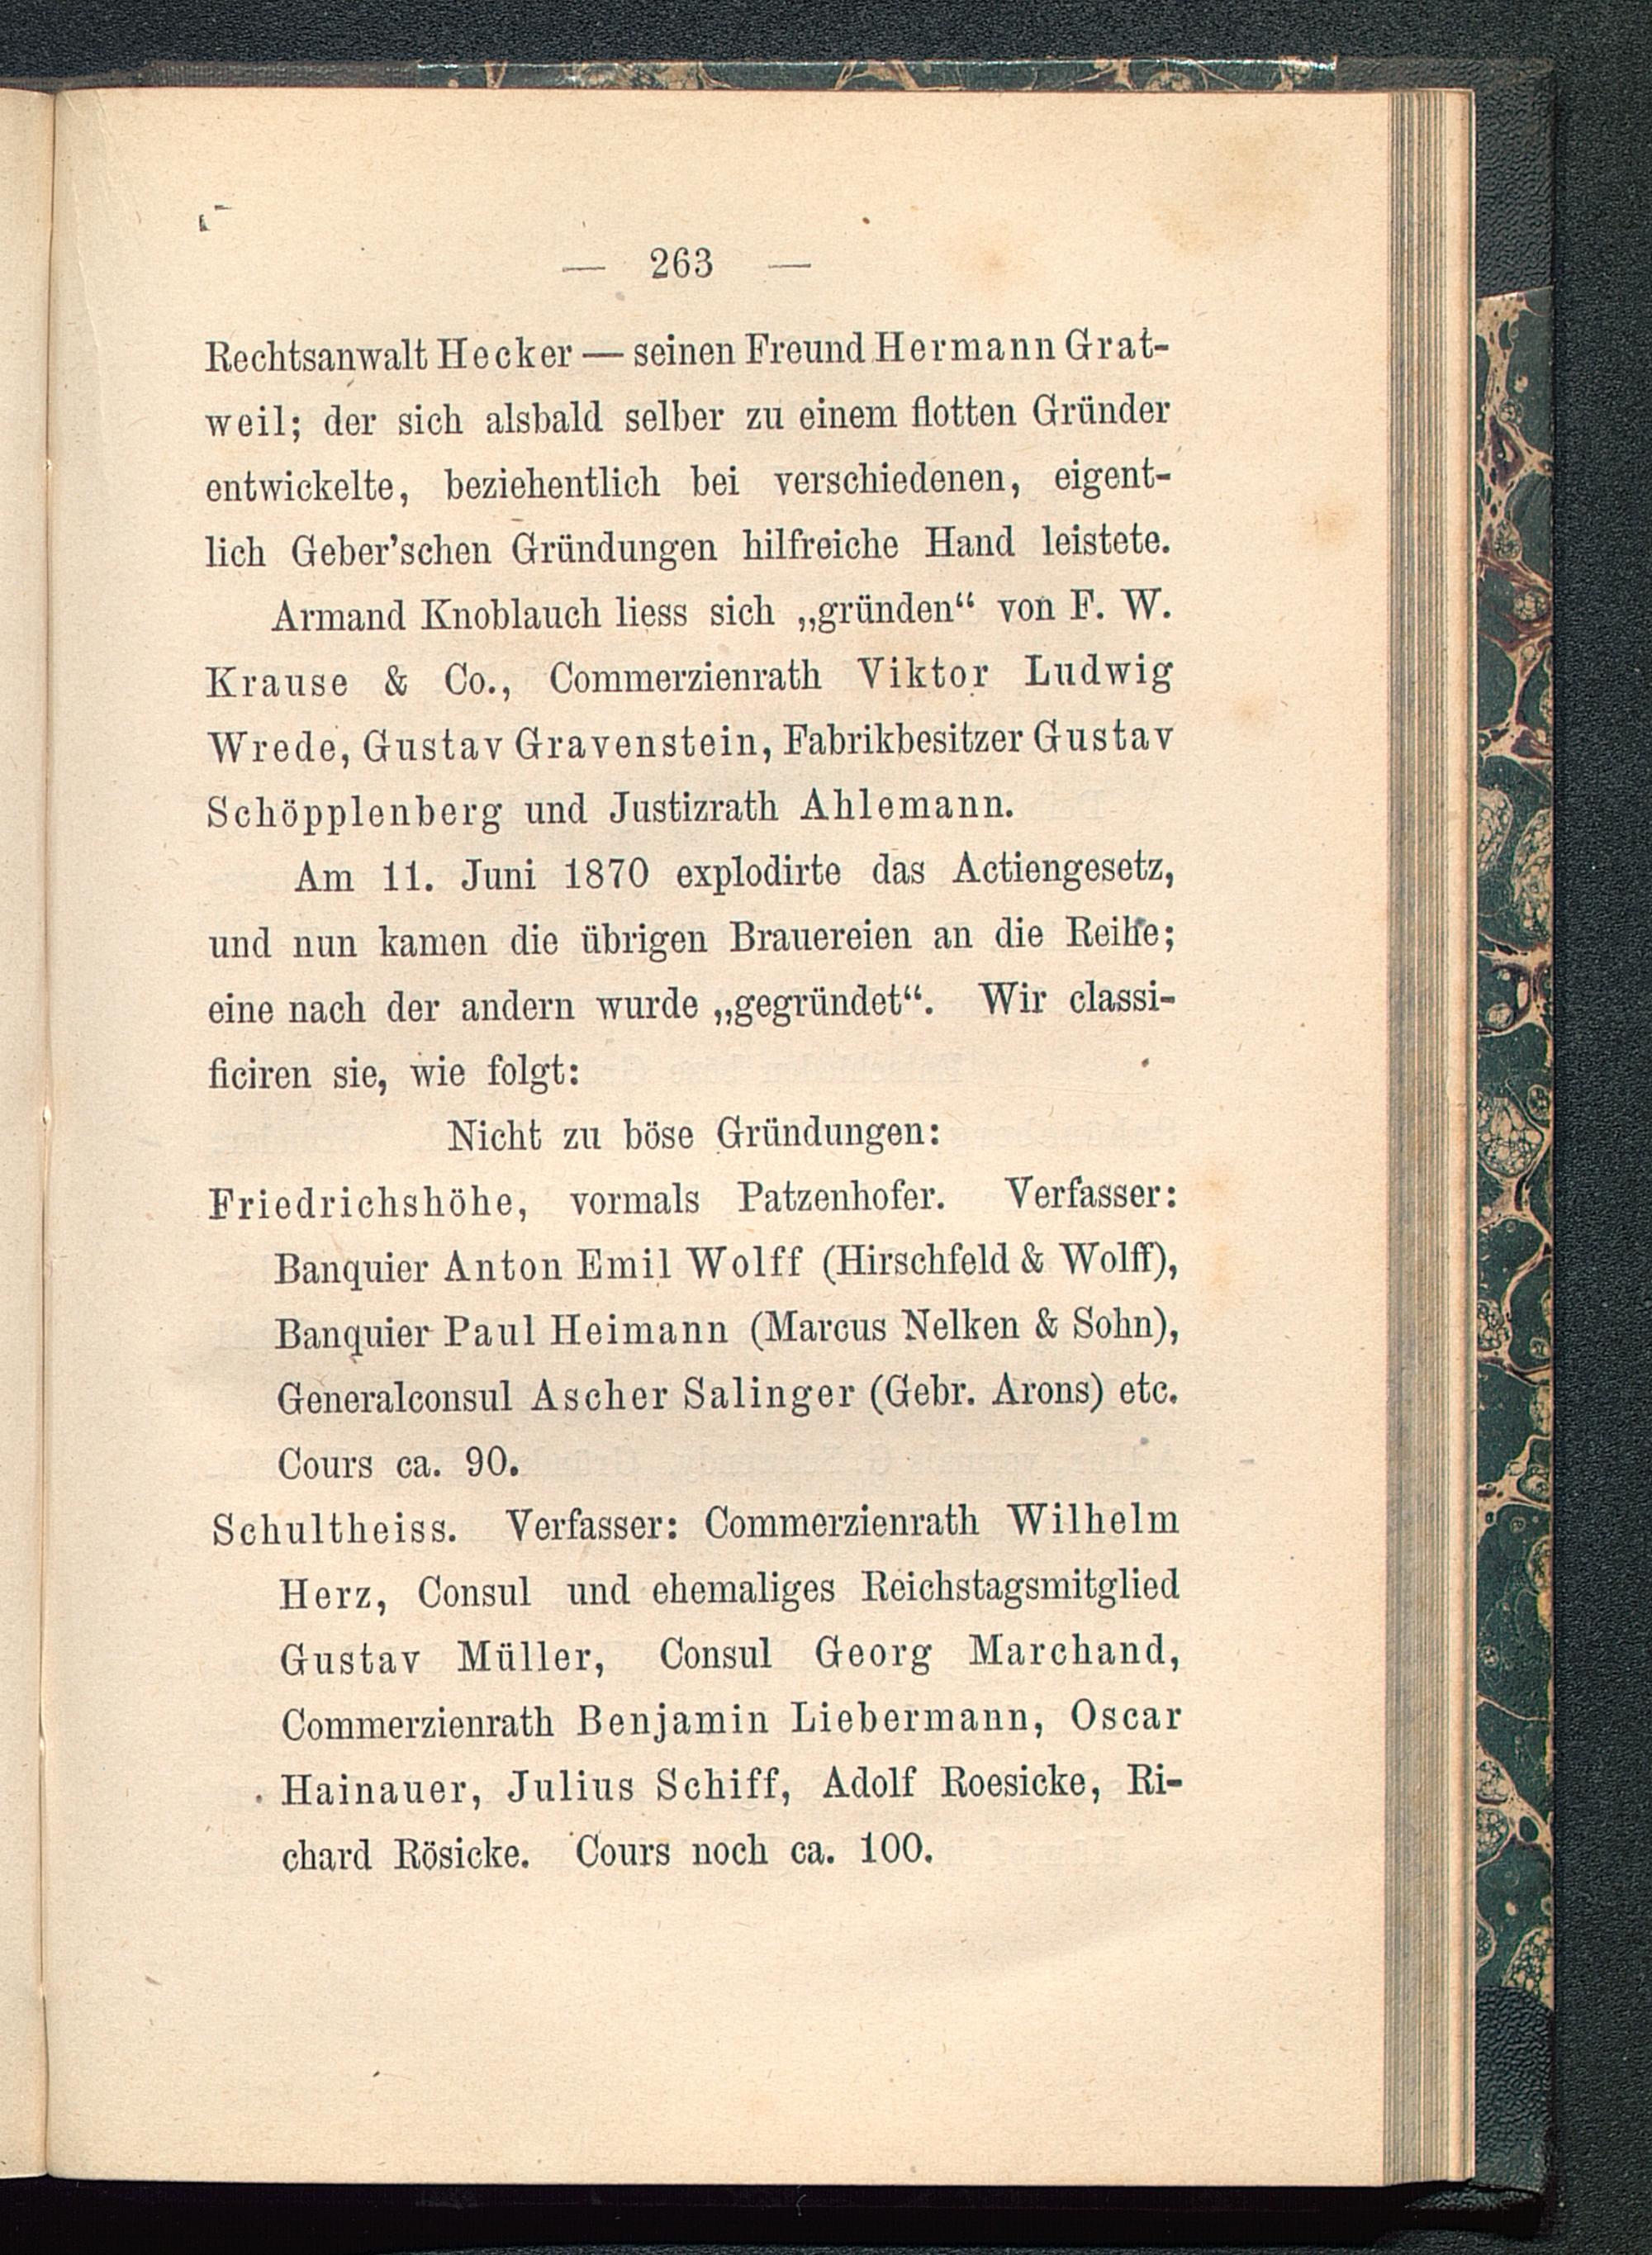 — 263 —
Rechtsanwalt Hecker — seinen Freund Hermann Grat-
weil; der sich alsbald selber zu einem flotten Gründer
entwickelte, beziehentlich bei verschiedenen, eigent-
lich Geber'schen Gründungen hilfreiche Hand leistete.
Armand Knoblauch liess sich „gründen“ von F. W.
Krause & Co., Commerzienrath Viktor Ludwig
Wrede, Gustav Gravenstein, Fabrikbesitzer Gustav
Schöpplenberg und Justizrath Ahlemann.
Am 11. Juni 1870 explodirte das Actiengesetz,
und nun kamen die übrigen Brauereien an die Reihe;
eine nach der andern wurde „gegründet“. Wir classi-
ficiren sie, wie folgt:
Nicht zu böse Gründungen:
Friedrichshöhe, vormals Patzenhofer. Verfasser:
Banquier Anton Emil Wolff (Hirschfeld & Wolff),
Banquier Paul Heimann (Marcus Nelken & Sohn),
Generalconsul Ascher Salinger (Gebr. Arons) etc.
Cours ca. 90.
Schultheiss. Verfasser: Commerzienrath Wilhelm
Herz, Consul und ehemaliges Reichstagsmitglied
Gustav Müller, Consul Georg Marchand,
Commerzienrath Benjamin Liebermann, Oscar
Hainauer, Julius Schiff, Adolf Roesicke, Ri-
chard Rösicke. Cours noch ca. 100.